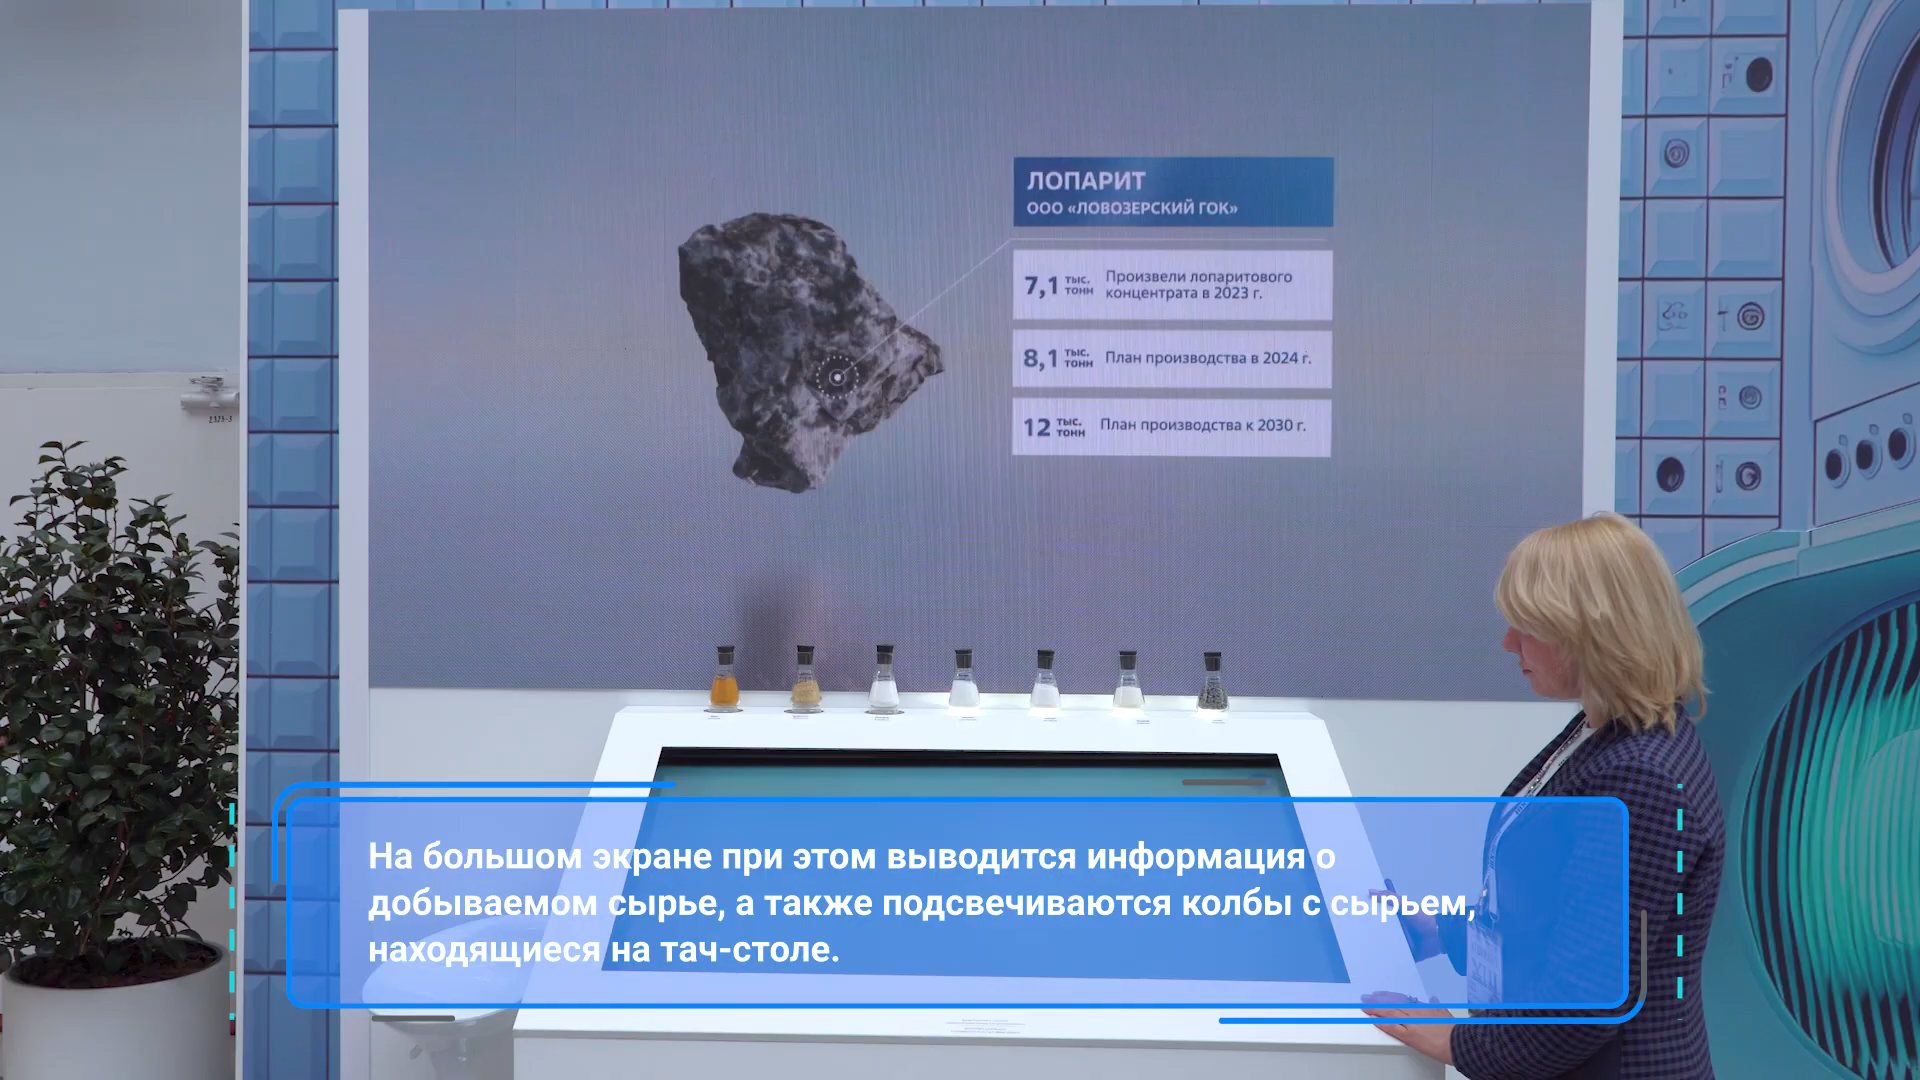 ЛОПАРИТ
ООО «ЛОВОЗЕРСКИЙ ГОК»
7,1 тыс. тонн Произвели лопаритового
концентрата в 2023 г.
8,1 тыс. тонн План производства в 2024 г.
12 тыс. тонн План производства к 2030 г.
На большом экране при этом выводится информация о
добываемом сырье, а также подсвечиваются колбы с сырьем,
находящиеся на тач-столе.